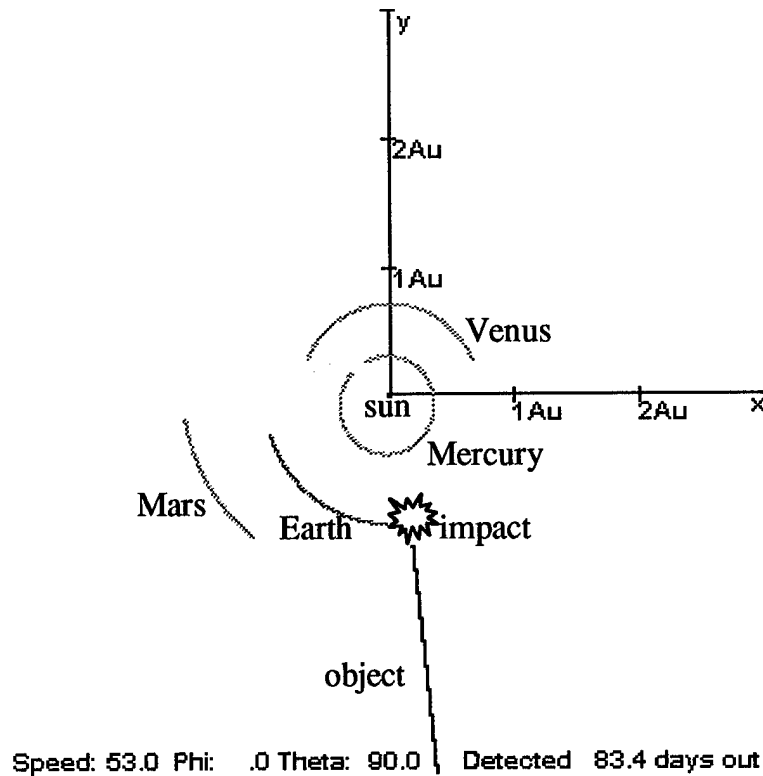 y
2Au
1Au
Venus
sun
1Au 2Au x
Mercury
Mars
Earth impact
object
Speed: 53.0 Phi: .0 Theta: 90.0 Detected 83.4 days out